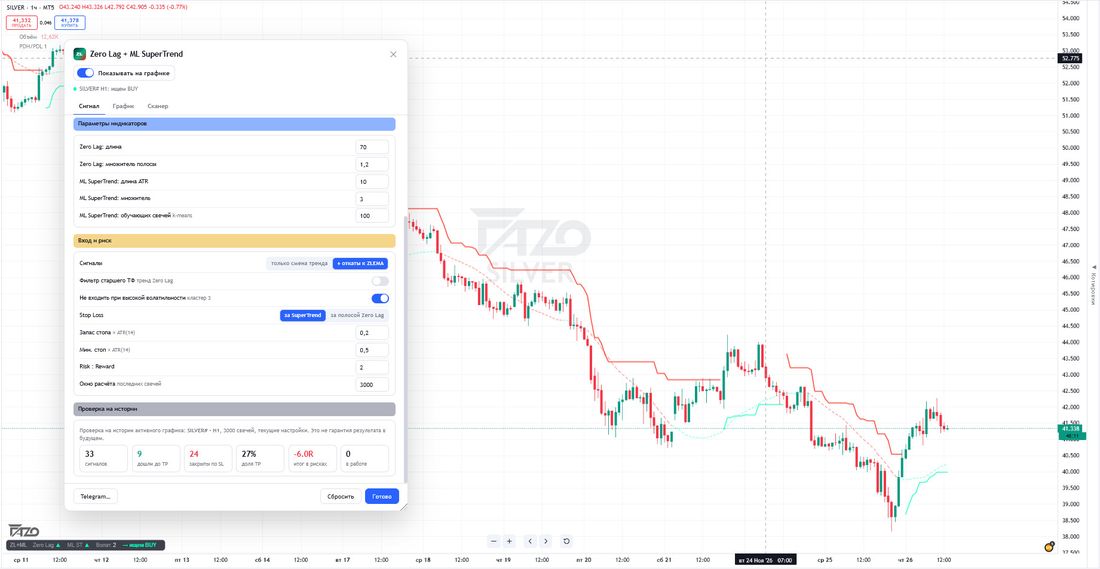 SILVER · 1ч · MT5 O43.240 H43.326 L42.792 C42.905 -0.335 (-0.77%)
41,332 ПРОДАТЬ 0,046 41,378 КУПИТЬ
Объём 12,63K
PDH/PDL 1
Zero Lag + ML SuperTrend
Показывать на графике
SILVER# H1: ищем BUY
Сигнал График Сканер
Параметры индикаторов
Zero Lag: длина 70
Zero Lag: множитель полосы 1,2
ML SuperTrend: длина ATR 10
ML SuperTrend: множитель 3
ML SuperTrend: обучающих свечей K-means 100
Вход и риск
Сигналы только смена тренда + откаты к ZLEMA
Фильтр старшего ТФ тренд Zero Lag
Не входить при высокой волатильности кластер 3
Stop Loss за SuperTrend за полосой Zero Lag
Запас стопа × ATR(14) 0,2
Мин. стоп × ATR(14) 0,5
Risk : Reward 2
Окно расчёта последних свечей 3000
Проверка на истории
Проверка на истории активного графика: SILVER# · H1, 3000 свечей, текущие настройки. Это не гарантия результата в
будущем.
33 9 24 27% -6.0R 0
сигналов дошли до TP закрыли по SL доля TP итог в рисках в работе
Telegram... Сбросить Готово
FAZO
SILVER
54.500
54.000
53.500
53.000
52.775
52.500
52.000
51.500
51.000
50.500
50.000
49.500
49.000
48.500
48.000
47.500
47.000
46.500
46.000
45.500
45.000
44.500
44.000
43.500
43.000
42.500
42.000
41.500
41.338
40.500
40.000
39.500
39.000
38.500
38.000
37.500
Котировки
FAZO
ZL+ML Zero Lag ▲ ML ST ▲ Волат 2 — ищем BUY
ср 11 12:00 чт 12 12:00 пт 13 12:00 сб 14 12:00 пн 16 12:00 вт 17 12:00 ср 18 12:00 чт 19 12:00 пт 20 12:00 сб 21 12:00 вт 24 Ноя '26 07:00 ср 25 12:00 чт 26 12:00